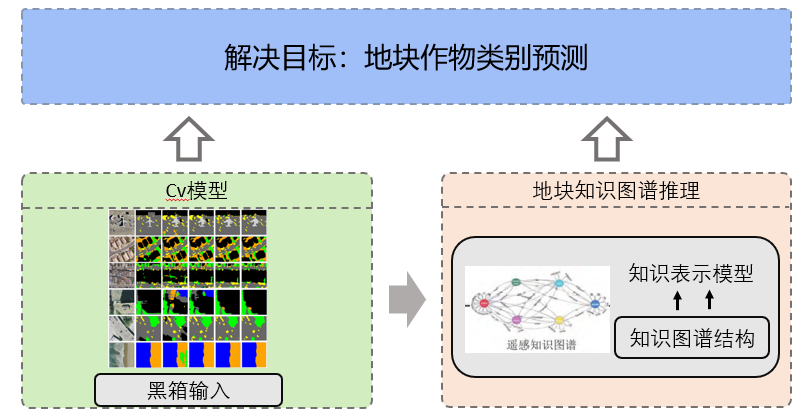 解决目标：地块作物类别预测
Cv模型
黑箱输入
地块知识图谱推理
遥感知识图谱
知识表示模型
知识图谱结构